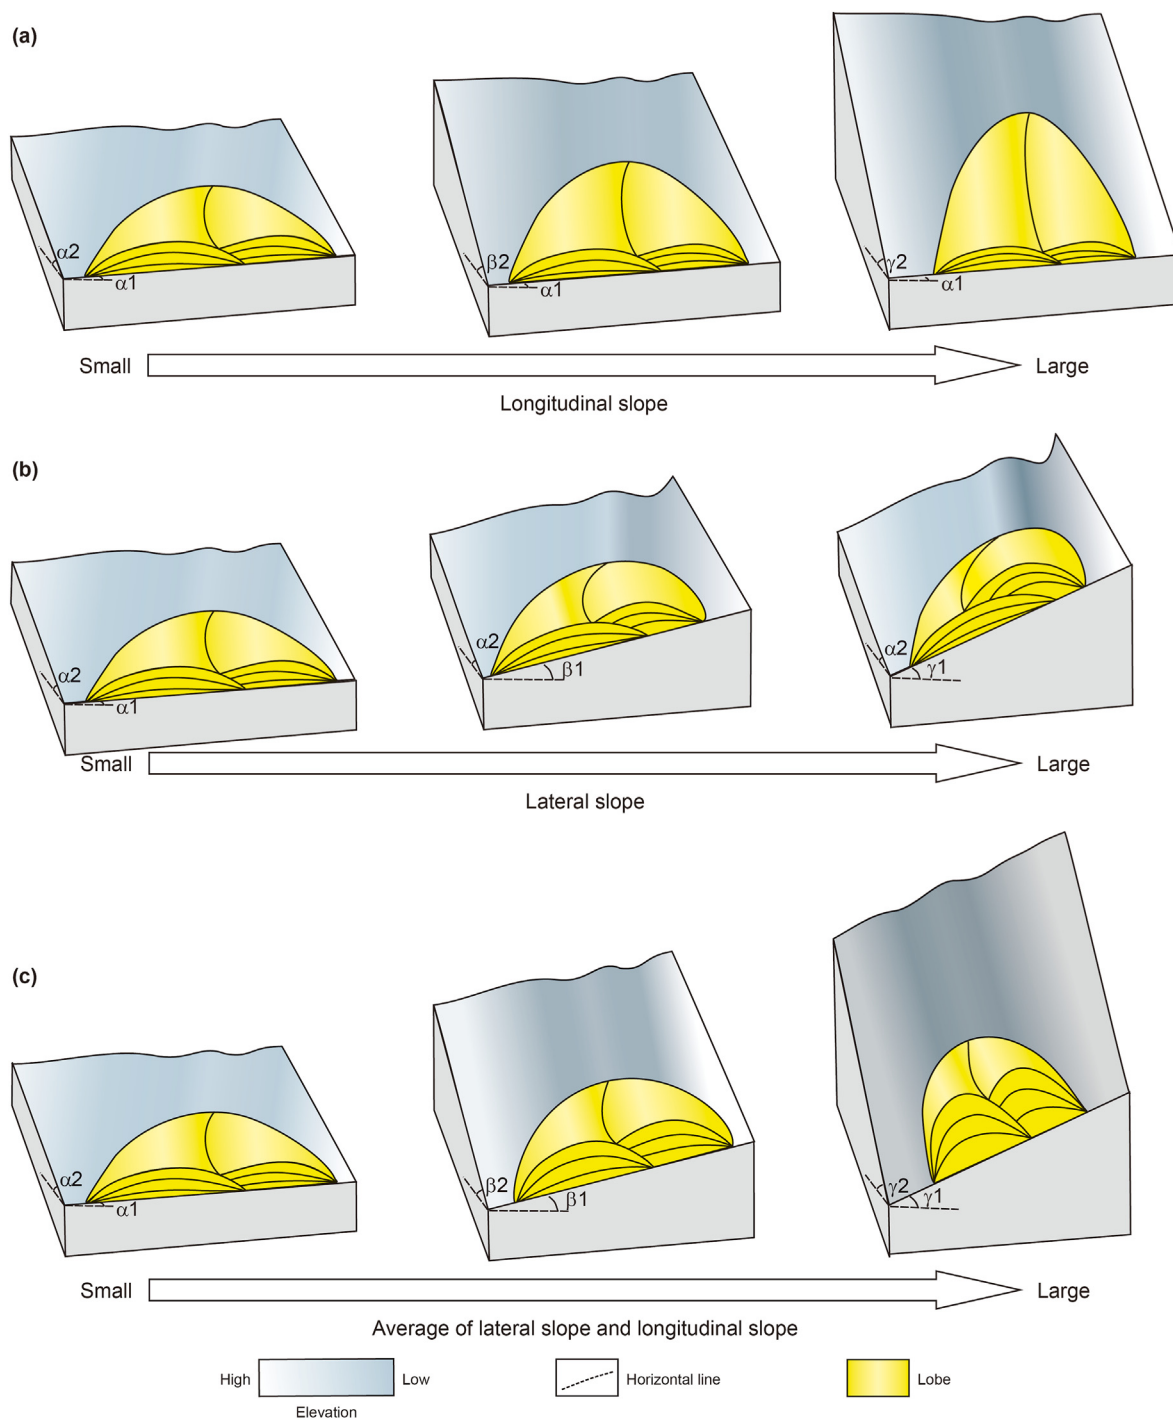 (a)
α2
α1
β2
α1
γ2
α1
Small
Large
Longitudinal slope
(b)
α2
α1
α2
β1
α2
γ1
Small
Large
Lateral slope
(c)
α2
α1
β2
β1
γ2
γ1
Small
Large
Average of lateral slope and longitudinal slope
High
Low
Elevation
Horizontal line
Lobe